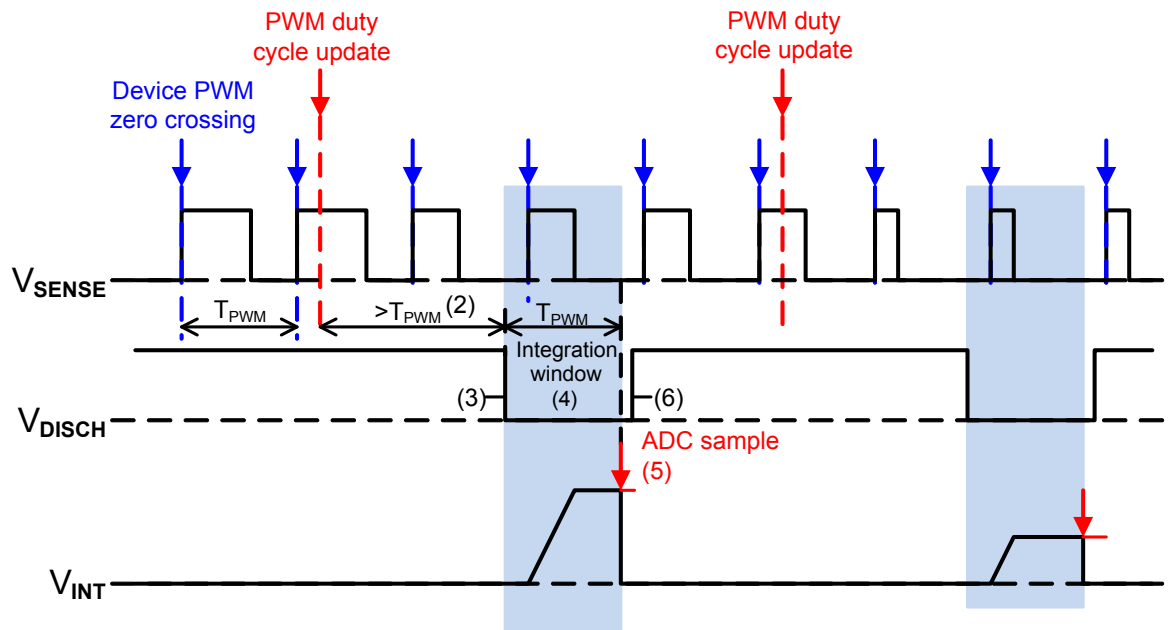 PWM duty
cycle update
PWM duty
cycle update
Device PWM
zero crossing
VSENSE
TPWM
>TPWM (2)
TPWM
Integration
window
(4)
(3)
(6)
VDISCH
ADC sample
(5)
VINT